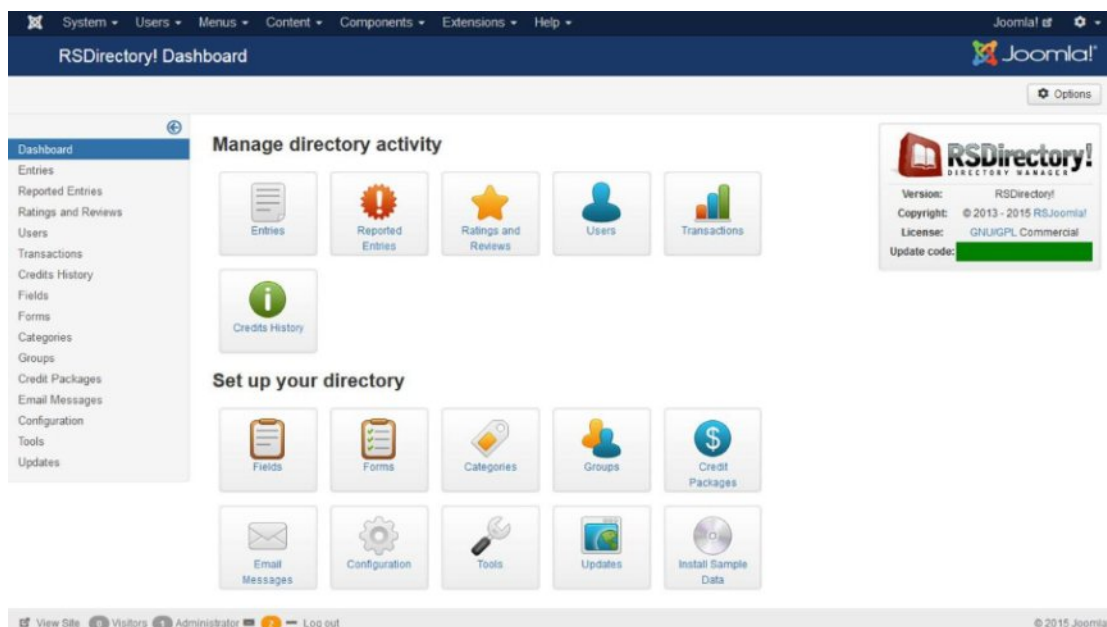 System Users Menus Content Components Extensions Help Joomla!
RSDirectory! Dashboard Joomla!
Options
Dashboard
Entries
Reported Entries
Ratings and Reviews
Users
Transactions
Credits History
Fields
Forms
Categories
Groups
Credit Packages
Email Messages
Configuration
Tools
Updates
Manage directory activity
Entries
Reported
Entries
Ratings and
Reviews
Users
Transactions
Credits History
Set up your directory
Fields
Forms
Categories
Groups
Credit
Packages
Email
Messages
Configuration
Tools
Updates
Install Sample
Data
RSDirectory!
DIRECTORY MANAGER
Version: RSDirectory!
Copyright: © 2013 - 2015 RSJoomla!
License: GNU/GPL Commercial
Update code:
View Site Visitors Administrator Log out
© 2015 Joomla